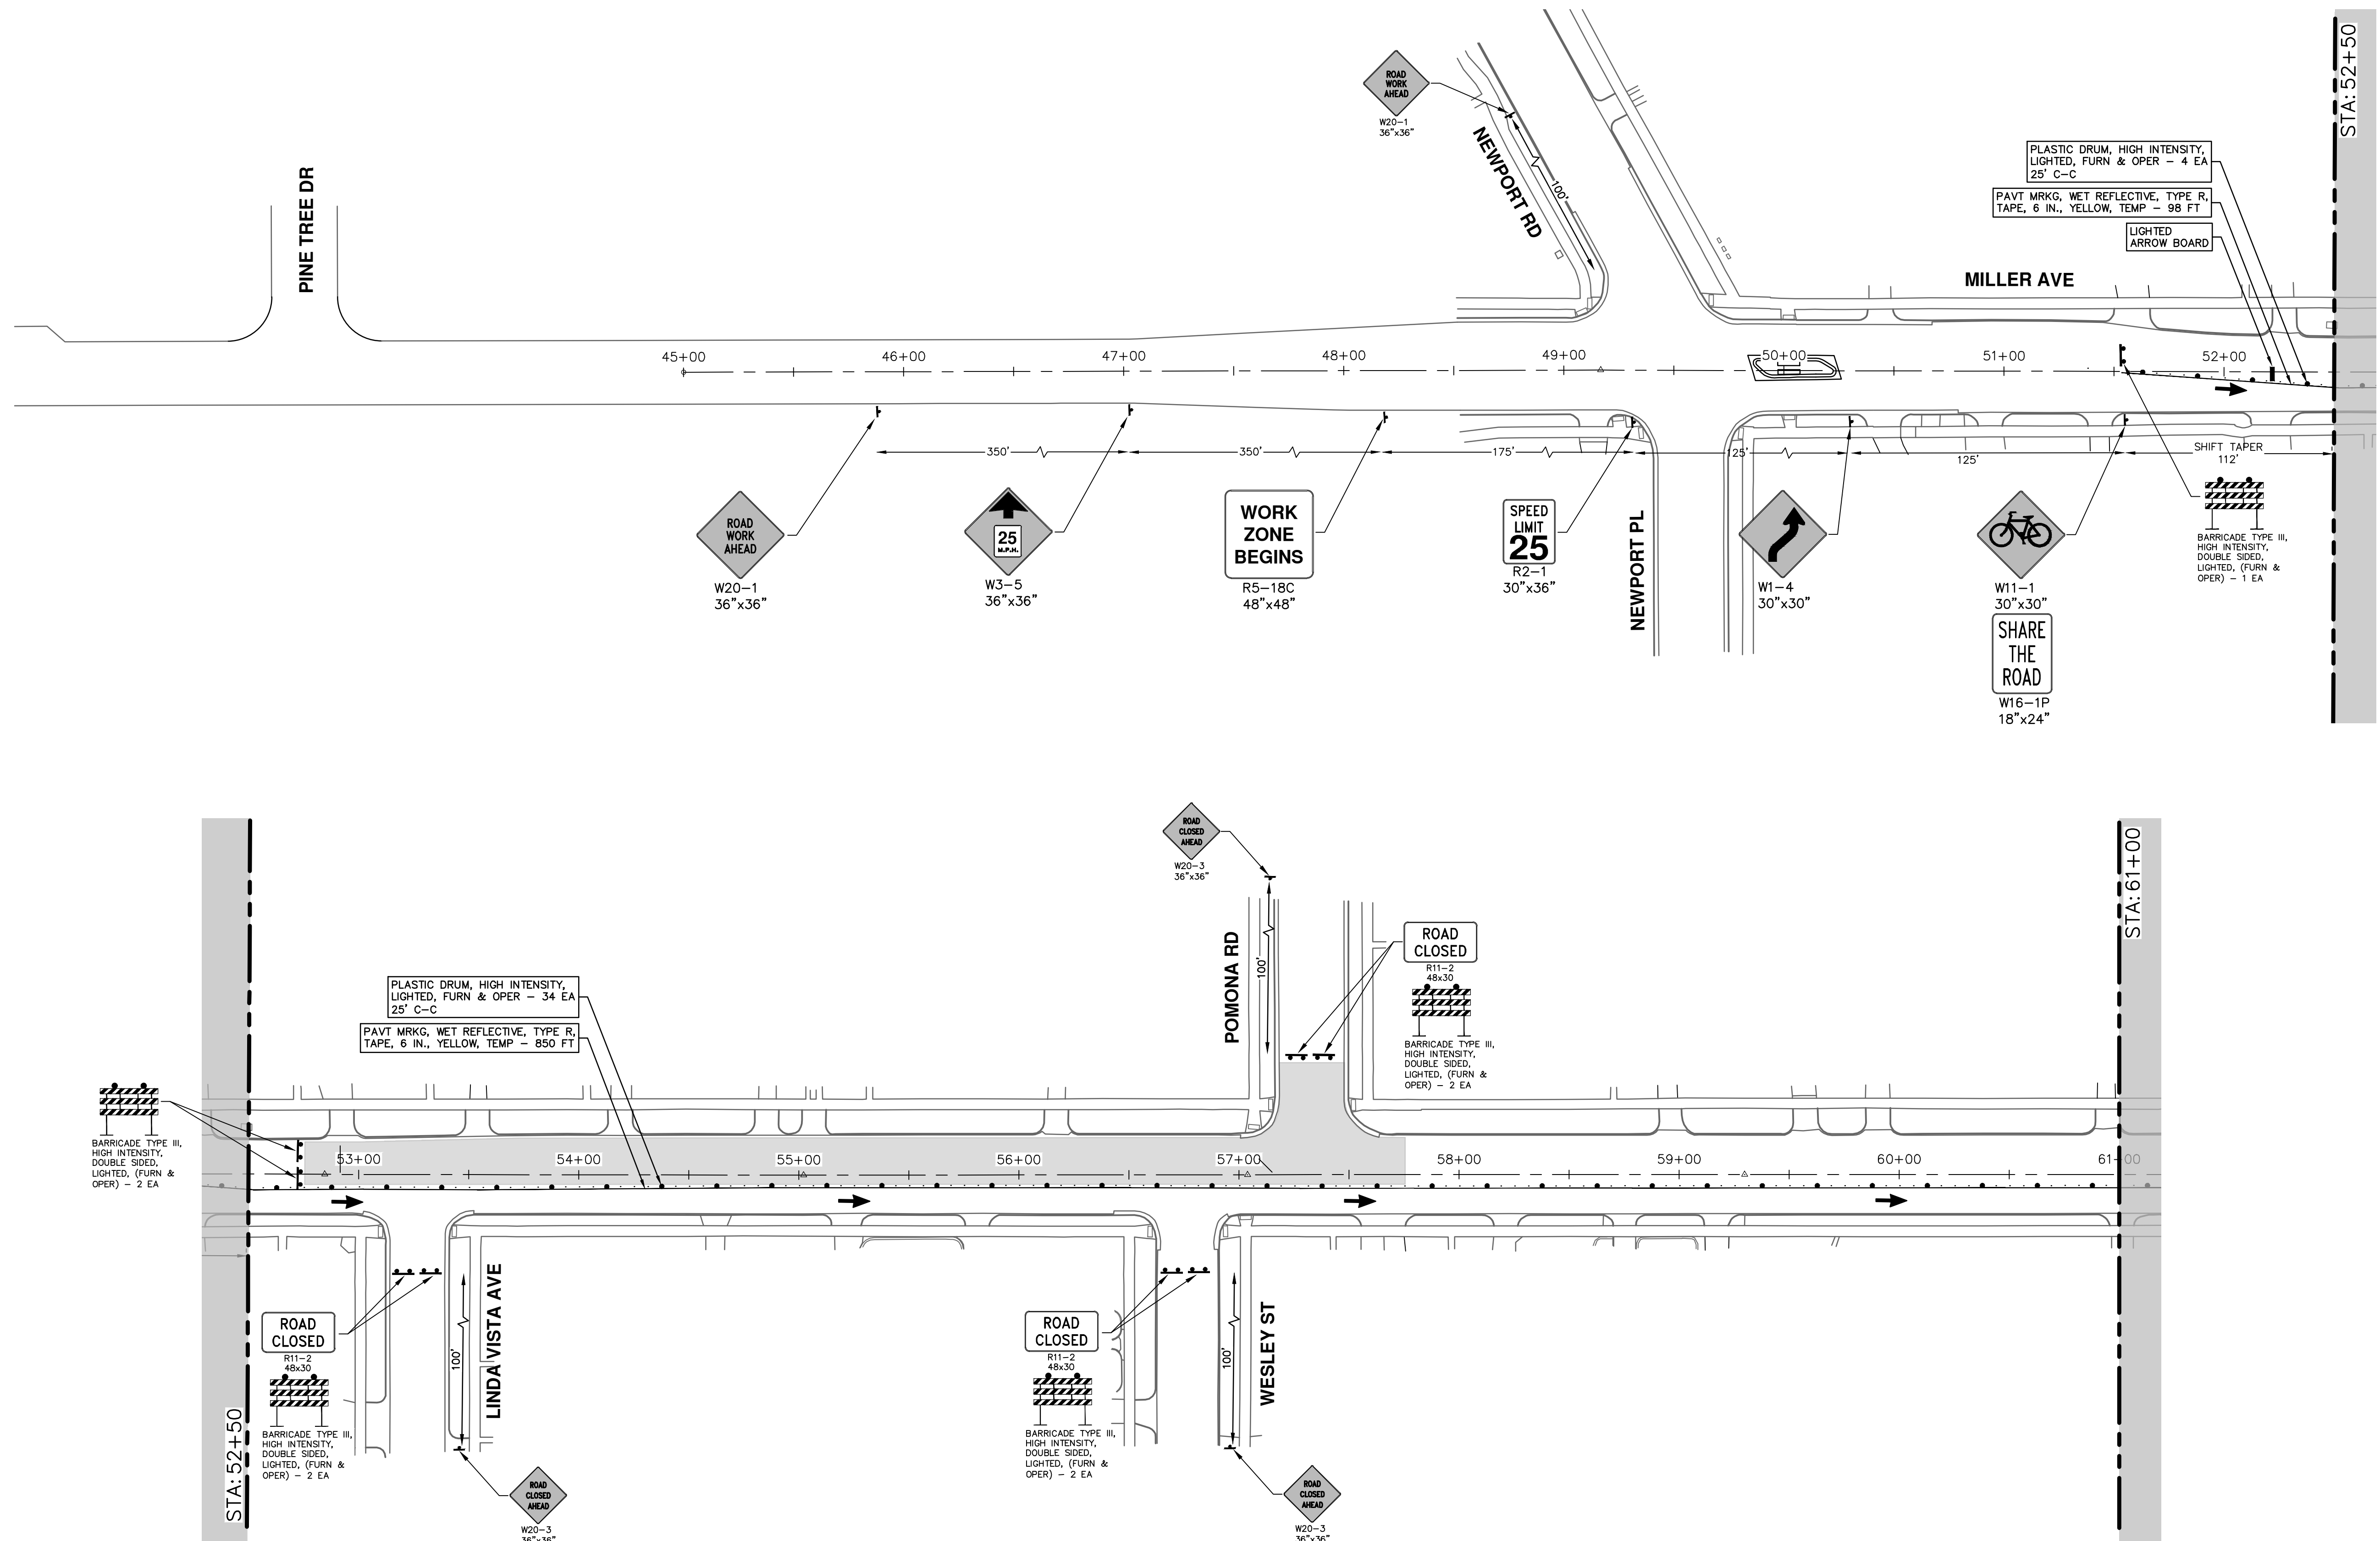 STA: 52+50
ROAD
WORK
AHEAD
W20-1
36"x36"
NEWPORT RD
100'
PINE TREE DR
PLASTIC DRUM, HIGH INTENSITY,
LIGHTED, FURN & OPER - 4 EA
25' C-C
PAVT MRKG, WET REFLECTIVE, TYPE R,
TAPE, 6 IN., YELLOW, TEMP - 98 FT
LIGHTED
ARROW BOARD
MILLER AVE
45+00
46+00
47+00
48+00
49+00
50+00
51+00
52+00
350'
350'
175'
125'
125'
SHIFT TAPER
112'
ROAD
WORK
AHEAD
W20-1
36"x36"
25
M.P.H.
W3-5
36"x36"
WORK
ZONE
BEGINS
R5-18C
48"x48"
SPEED
LIMIT
25
R2-1
30"x36"
NEWPORT PL
W1-4
30"x30"
W11-1
30"x30"
SHARE
THE
ROAD
W16-1P
18"x24"
BARRICADE TYPE III,
HIGH INTENSITY,
DOUBLE SIDED,
LIGHTED, (FURN &
OPER) - 1 EA
ROAD
CLOSED
AHEAD
W20-3
36"x36"
POMONA RD
100'
ROAD
CLOSED
R11-2
48x30
BARRICADE TYPE III,
HIGH INTENSITY,
DOUBLE SIDED,
LIGHTED, (FURN &
OPER) - 2 EA
STA: 61+00
PLASTIC DRUM, HIGH INTENSITY,
LIGHTED, FURN & OPER - 34 EA
25' C-C
PAVT MRKG, WET REFLECTIVE, TYPE R,
TAPE, 6 IN., YELLOW, TEMP - 850 FT
BARRICADE TYPE III,
HIGH INTENSITY,
DOUBLE SIDED,
LIGHTED, (FURN &
OPER) - 2 EA
53+00
54+00
55+00
56+00
57+00
58+00
59+00
60+00
61+00
STA: 52+50
ROAD
CLOSED
R11-2
48x30
BARRICADE TYPE III,
HIGH INTENSITY,
DOUBLE SIDED,
LIGHTED, (FURN &
OPER) - 2 EA
100'
LINDA VISTA AVE
ROAD
CLOSED
AHEAD
W20-3
36"x36"
ROAD
CLOSED
R11-2
48x30
BARRICADE TYPE III,
HIGH INTENSITY,
DOUBLE SIDED,
LIGHTED, (FURN &
OPER) - 2 EA
100'
WESLEY ST
ROAD
CLOSED
AHEAD
W20-3
36"x36"